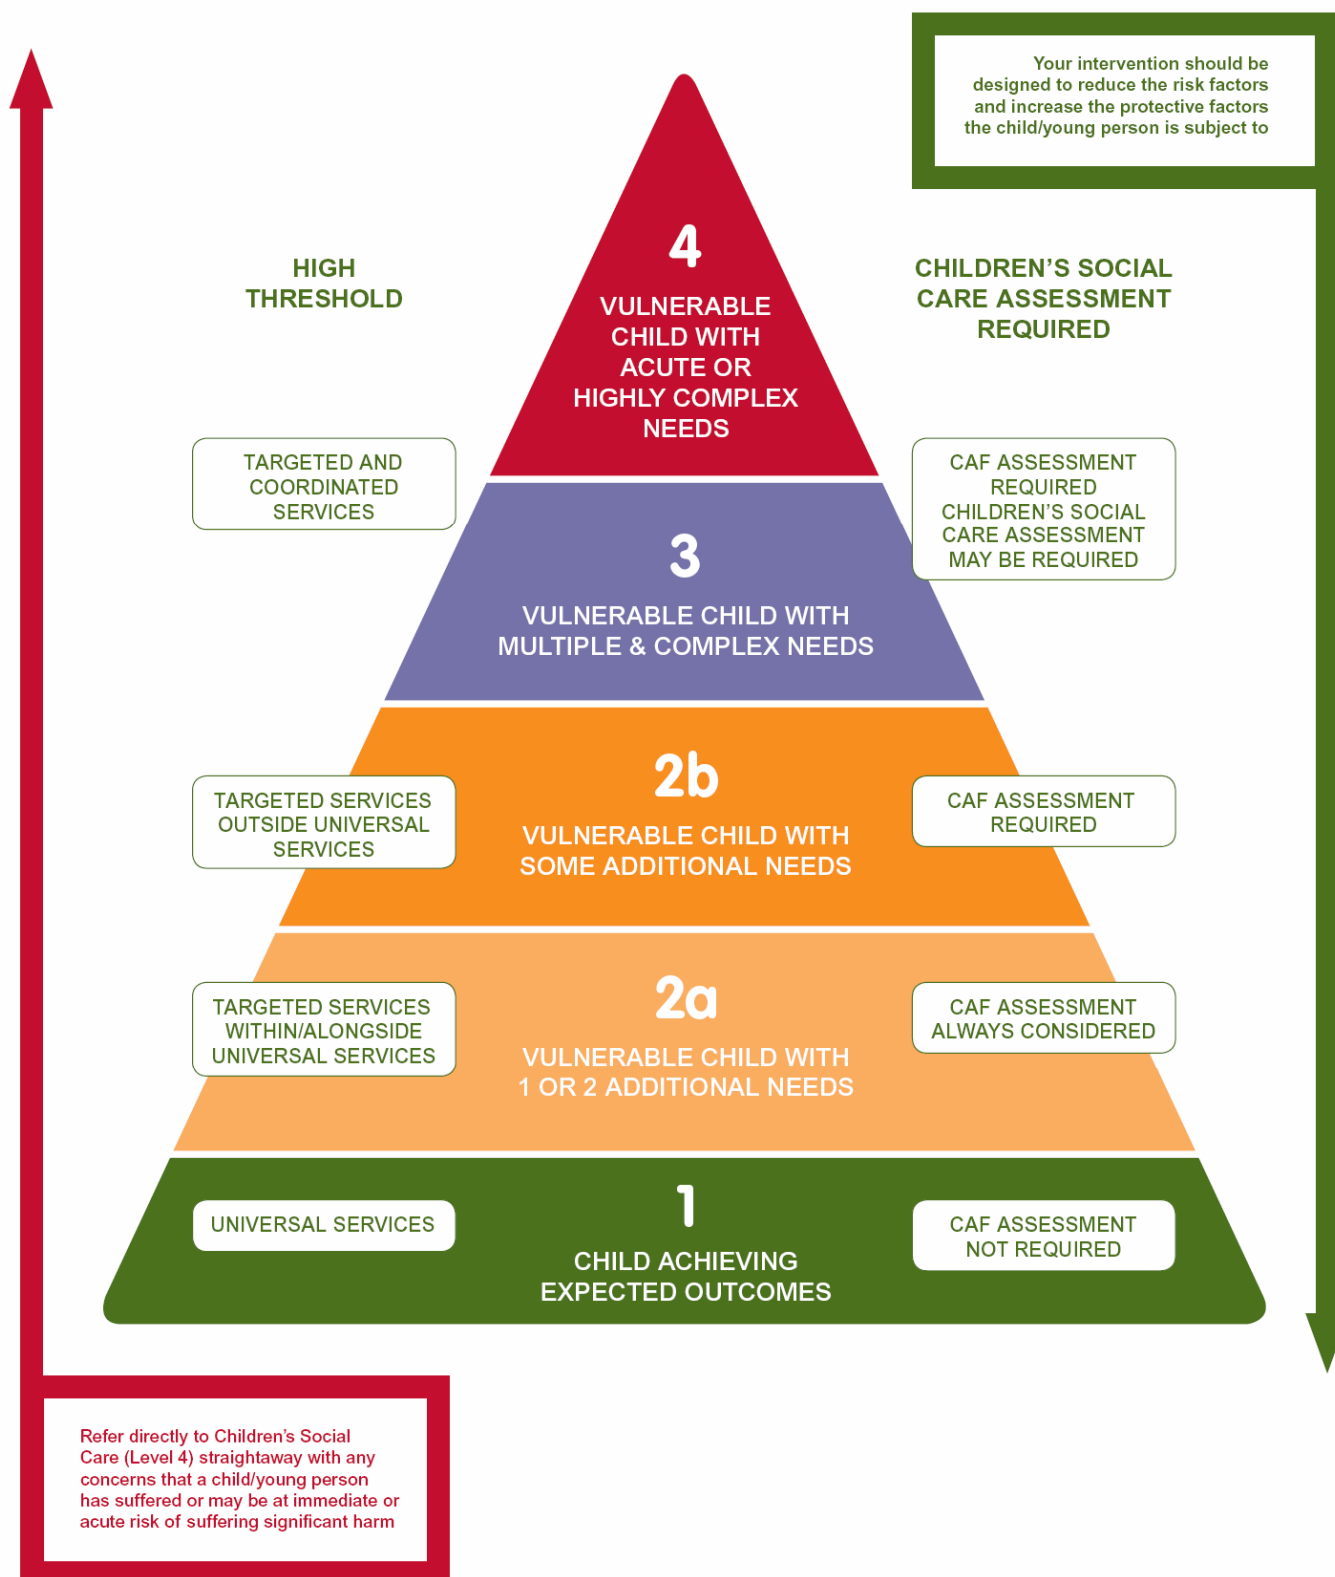 Your intervention should be
designed to reduce the risk factors
and increase the protective factors
the child/young person is subject to
HIGH
THRESHOLD
4
VULNERABLE
CHILD WITH
ACUTE OR
HIGHLY COMPLEX
NEEDS
CHILDREN’S SOCIAL
CARE ASSESSMENT
REQUIRED
TARGETED AND
COORDINATED
SERVICES
3
VULNERABLE CHILD WITH
MULTIPLE & COMPLEX NEEDS
CAF ASSESSMENT
REQUIRED
CHILDREN’S SOCIAL
CARE ASSESSMENT
MAY BE REQUIRED
TARGETED SERVICES
OUTSIDE UNIVERSAL
SERVICES
2b
VULNERABLE CHILD WITH
SOME ADDITIONAL NEEDS
CAF ASSESSMENT
REQUIRED
TARGETED SERVICES
WITHIN/ALONGSIDE
UNIVERSAL SERVICES
2a
VULNERABLE CHILD WITH
1 OR 2 ADDITIONAL NEEDS
CAF ASSESSMENT
ALWAYS CONSIDERED
UNIVERSAL SERVICES
1
CHILD ACHIEVING
EXPECTED OUTCOMES
CAF ASSESSMENT
NOT REQUIRED
Refer directly to Children’s Social
Care (Level 4) straightaway with any
concerns that a child/young person
has suffered or may be at immediate or
acute risk of suffering significant harm